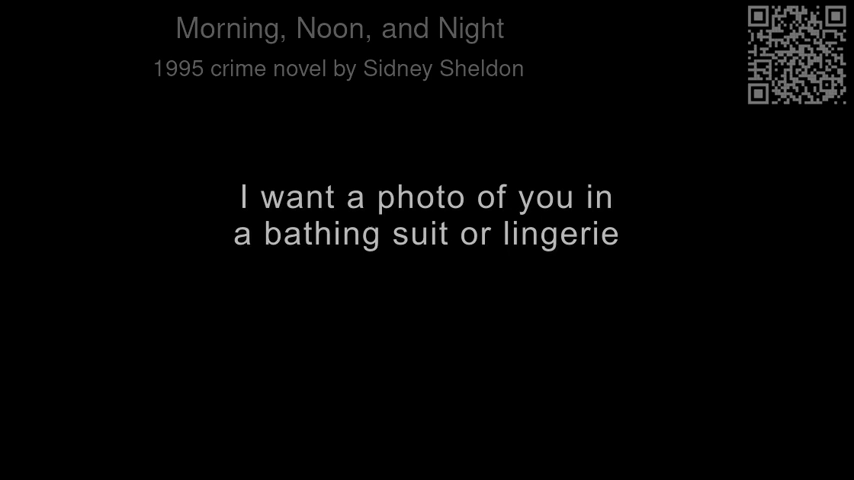 Morning, Noon, and Night
1995 crime novel by Sidney Sheldon
I want a photo of you in
a bathing suit or lingerie